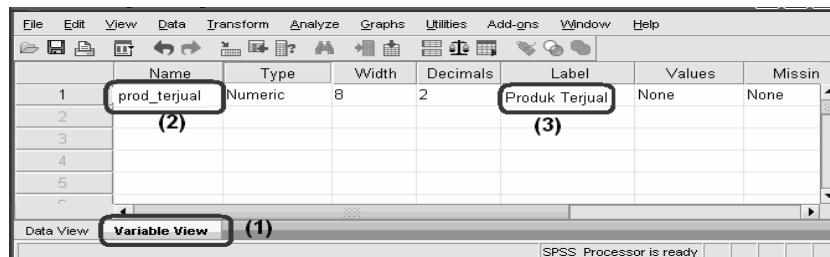 File Edit View Data Transform Analyze Graphs Utilities Add-ons Window Help
Name Type Width Decimals Label Values Missin
1 prod_terjual Numeric 8 2 Produk Terjual None None
2 (2) (3)
3
4
5
Data View Variable View (1)
SPSS Processor is ready